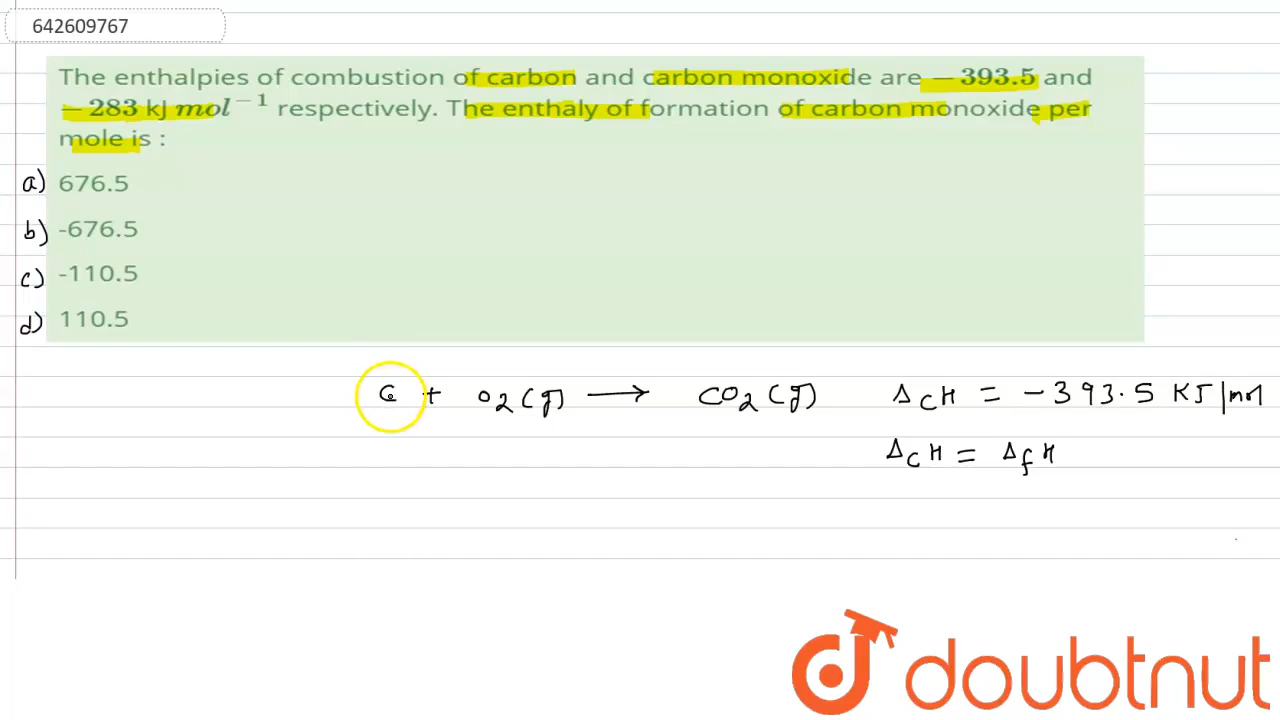 642609767
The enthalpies of combustion of carbon and carbon monoxide are −393.5 and
−283 kJ mol⁻¹ respectively. The enthaly of formation of carbon monoxide per
mole is :
a) 676.5
b) -676.5
c) -110.5
d) 110.5
C + O₂(g) ⟶ CO₂(g) Δ_CH = −393.5 KJ/mol
Δ_CH = Δ_fH
doubtnut